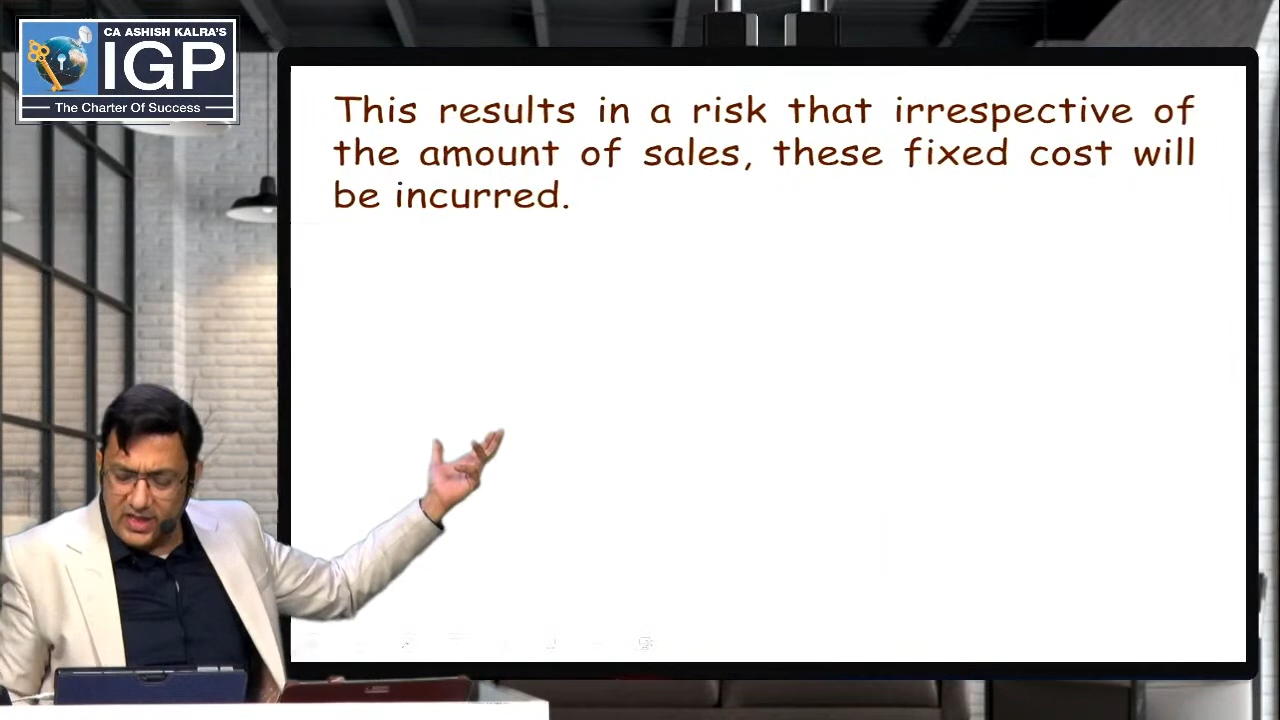 CA ASHISH KALRA'S
IGP
The Charter Of Success
This results in a risk that irrespective of
the amount of sales, these fixed cost will
be incurred.